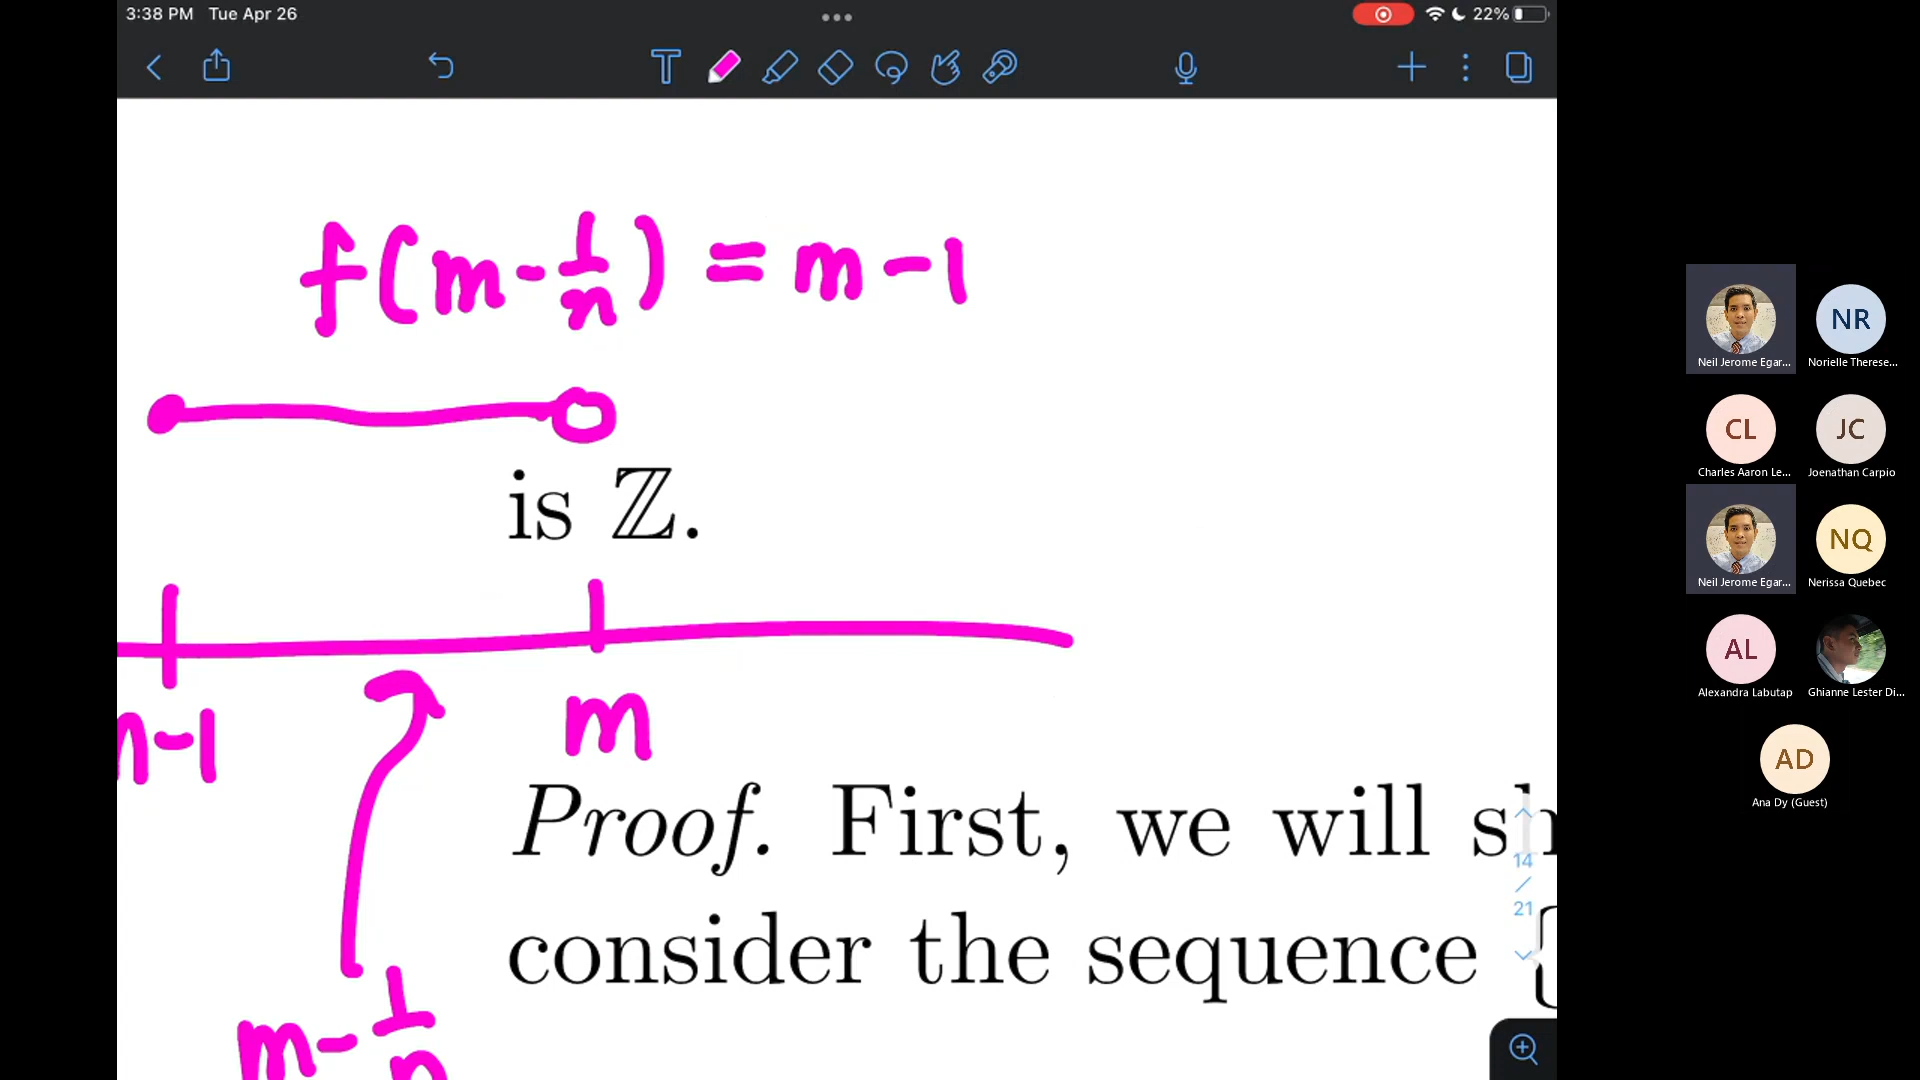 3:38 PM Tue Apr 26
22%
T
f(m-1/n) = m-1
is ℤ.
m-1
m
Proof. First, we will sh
14
/
21
consider the sequence {
m-1/n
Neil Jerome Egar...
NR
Norielle Therese...
CL
Charles Aaron Le...
JC
Joenathan Carpio
Neil Jerome Egar...
NQ
Nerissa Quebec
AL
Alexandra Labutap
Ghianne Lester Di...
AD
Ana Dy (Guest)